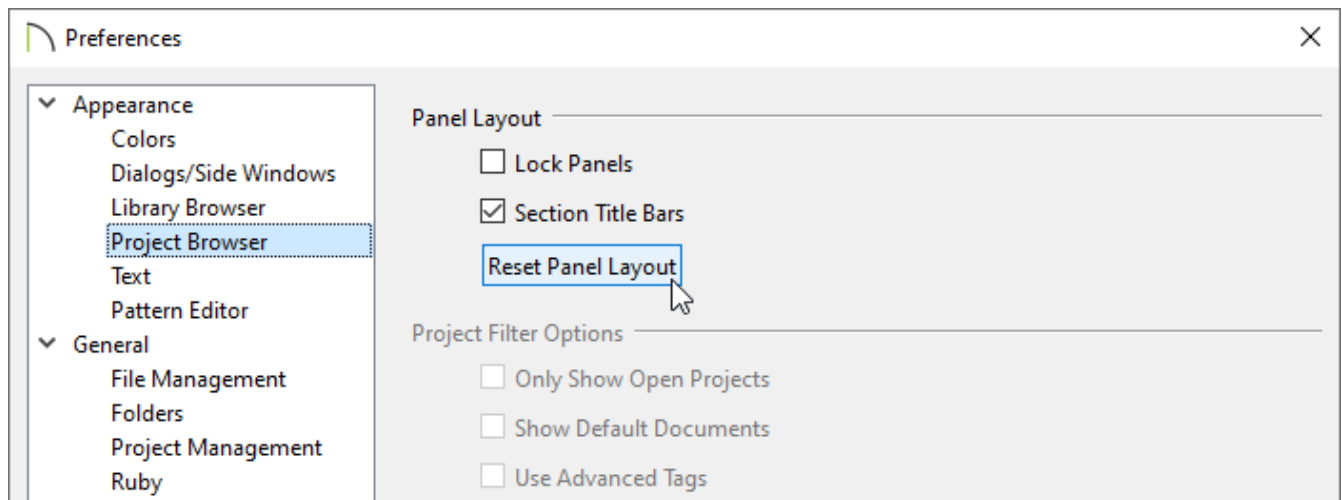 Preferences
Appearance
Colors
Dialogs/Side Windows
Library Browser
Project Browser
Text
Pattern Editor
General
File Management
Folders
Project Management
Ruby
Panel Layout
Lock Panels
Section Title Bars
Reset Panel Layout
Project Filter Options
Only Show Open Projects
Show Default Documents
Use Advanced Tags